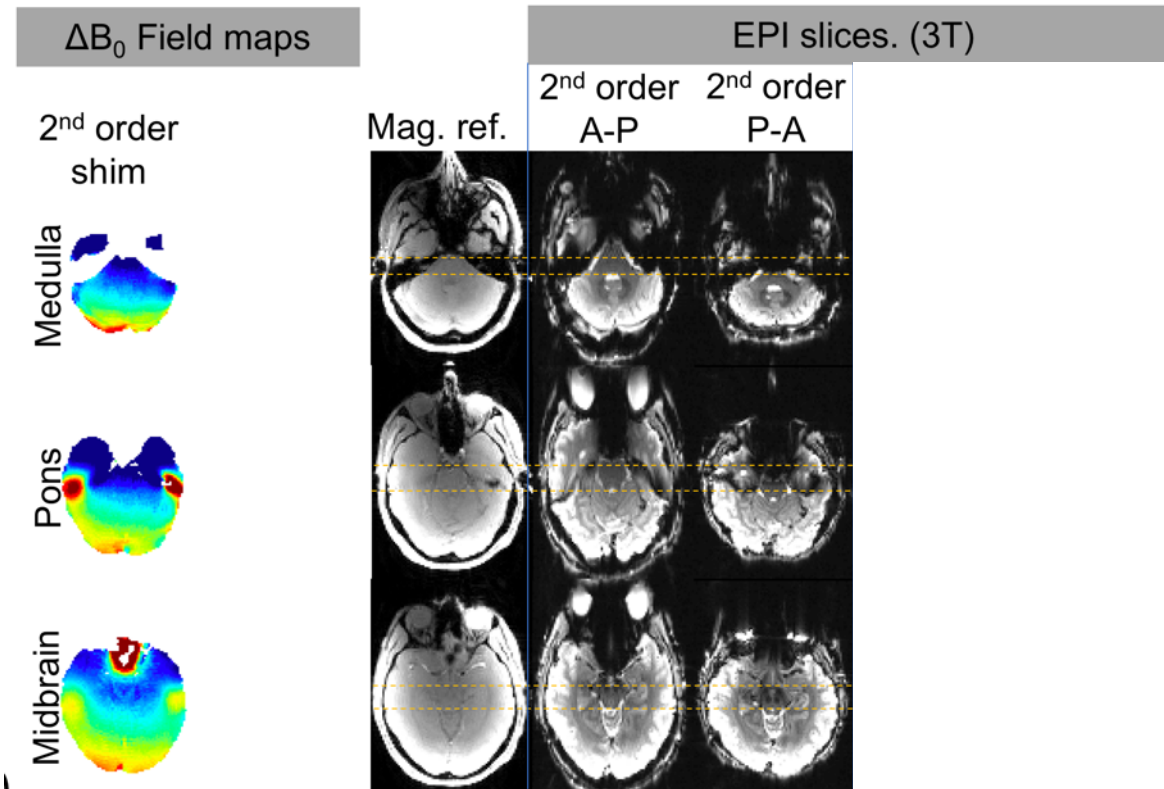 ΔB₀ Field maps
EPI slices. (3T)
2ⁿᵈ order
shim
Mag. ref.
2ⁿᵈ order
A-P
2ⁿᵈ order
P-A
Medulla
Pons
Midbrain